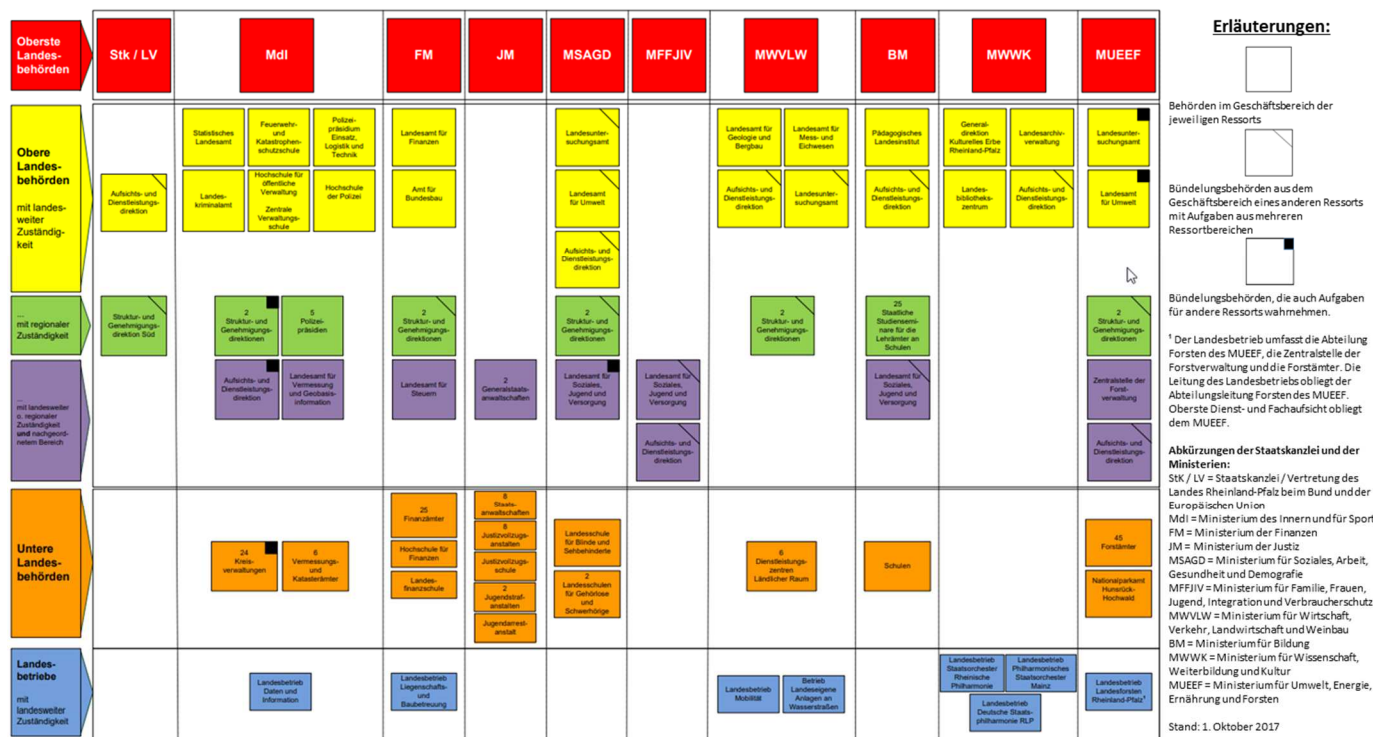 Oberste
Landes-
behörden
Stk / LV
MdI
FM
JM
MSAGD
MFFJIV
MWVLW
BM
MWWK
MUEEF
Obere
Landes-
behörden
mit landes-
weiter
Zuständig-
keit
Aufsichts- und
Dienstleistungs-
direktion
Statistisches
Landesamt
Feuerwehr-
und
Katastrophen-
schutzschule
Polizei-
präsidium
Einsatz,
Logistik und
Technik
Landes-
kriminalamt
Hochschule für
öffentliche
Verwaltung
Zentrale
Verwaltungs-
schule
Hochschule
der Polizei
Landesamt für
Finanzen
Amt für
Bundesbau
Landesunter-
suchungsamt
Landesamt
für Umwelt
Aufsichts- und
Dienstleistungs-
direktion
Landesamt für
Geologie und
Bergbau
Landesamt für
Mess- und
Eichwesen
Aufsichts- und
Dienstleistungs-
direktion
Landesunter-
suchungsamt
Pädagogisches
Landesinstitut
Aufsichts- und
Dienstleistungs-
direktion
General-
direktion
Kulturelles Erbe
Rheinland-Pfalz
Landesarchiv-
verwaltung
Landes-
bibliotheks-
zentrum
Aufsichts- und
Dienstleistungs-
direktion
Landesunter-
suchungsamt
Landesamt
für Umwelt
...
mit regionaler
Zuständigkeit
Struktur- und
Genehmigungs-
direktion Süd
2
Struktur- und
Genehmigungs-
direktionen
5
Polizei-
präsidien
2
Struktur- und
Genehmigungs-
direktionen
2
Struktur- und
Genehmigungs-
direktionen
2
Struktur- und
Genehmigungs-
direktionen
25
Staatliche
Studiensemi-
nare für die
Lehrämter an
Schulen
2
Struktur- und
Genehmigungs-
direktionen
...
mit landesweiter
o. regionaler
Zuständigkeit
und nachgeord-
netem Bereich
Aufsichts- und
Dienstleistungs-
direktion
Landesamt für
Vermessung
und Geobasis-
information
Landesamt für
Steuern
2
Generalstaats-
anwaltschaften
Landesamt für
Soziales,
Jugend und
Versorgung
Landesamt für
Soziales,
Jugend und
Versorgung
Aufsichts- und
Dienstleistungs-
direktion
Landesamt für
Soziales,
Jugend und
Versorgung
Zentralstelle
der Forst-
verwaltung
Aufsichts- und
Dienstleistungs-
direktion
Untere
Landes-
behörden
24
Kreis-
verwaltungen
6
Vermessungs-
und
Katasterämter
25
Finanzämter
Hochschule für
Finanzen
Landes-
finanzschule
8
Staats-
anwaltschaften
8
Justizvollzugs-
anstalten
Justizvollzugs-
schule
2
Jugendstraf-
anstalten
Jugendarrest-
anstalt
Landesschule
für Blinde und
Sehbehinderte
2
Landesschulen
für Gehörlose
und
Schwerhörige
6
Dienstleistungs-
zentren
Ländlicher Raum
Schulen
45
Forstämter
Nationalparkamt
Hunsrück-
Hochwald
Landes-
betriebe
mit
landesweiter
Zuständigkeit
Landesbetrieb
Daten und
Information
Landesbetrieb
Liegenschafts-
und
Baubetreuung
Landesbetrieb
Mobilität
Betrieb
Landeseigene
Anlagen an
Wasserstraßen
Landesbetrieb
Staatsorchester
Rheinische
Philharmonie
Landesbetrieb
Philharmonisches
Staatsorchester
Mainz
Landesbetrieb
Deutsche Staats-
philharmonie RLP
Landesbetrieb
Landesforsten
Rheinland-Pfalz¹
Erläuterungen:
Behörden im Geschäftsbereich der
jeweiligen Ressorts
Bündelungsbehörden aus dem
Geschäftsbereich eines anderen Ressorts
mit Aufgaben aus mehreren
Ressortbereichen
Bündelungsbehörden, die auch Aufgaben
für andere Ressorts wahrnehmen.
¹ Der Landesbetrieb umfasst die Abteilung
Forsten des MUEEF, die Zentralstelle der
Forstverwaltung und die Forstämter. Die
Leitung des Landesbetriebs obliegt der
Abteilungsleitung Forsten des MUEEF.
Oberste Dienst- und Fachaufsicht obliegt
dem MUEEF.
Abkürzungen der Staatskanzlei und der
Ministerien:
StK / LV = Staatskanzlei / Vertretung des
Landes Rheinland-Pfalz beim Bund und der
Europäischen Union
MdI = Ministerium des Innern und für Sport
FM = Ministerium der Finanzen
JM = Ministerium der Justiz
MSAGD = Ministerium für Soziales, Arbeit,
Gesundheit und Demografie
MFFJIV = Ministerium für Familie, Frauen,
Jugend, Integration und Verbraucherschutz
MWVLW = Ministerium für Wirtschaft,
Verkehr, Landwirtschaft und Weinbau
BM = Ministerium für Bildung
MWWK = Ministerium für Wissenschaft,
Weiterbildung und Kultur
MUEEF = Ministerium für Umwelt, Energie,
Ernährung und Forsten
Stand: 1. Oktober 2017